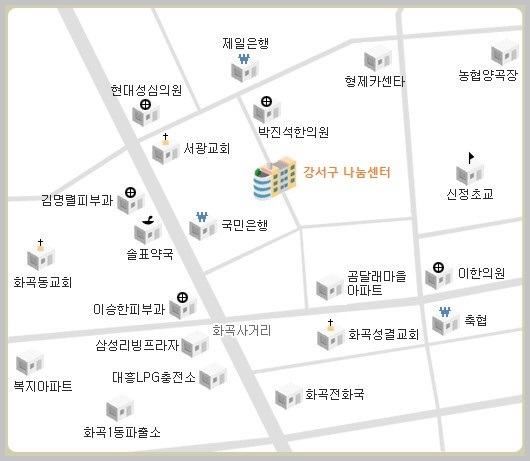 제일은행
형제카센타
농협양곡장
현대성심의원
박진석한의원
서광교회
강서구 나눔센터
신정초교
김명렬피부과
국민은행
솔표약국
화곡동교회
곰달래마을
아파트
이한의원
이승한피부과
화곡사거리
축협
삼성리빙프라자
화곡성결교회
복지아파트
대흥LPG충전소
화곡전화국
화곡1동파출소